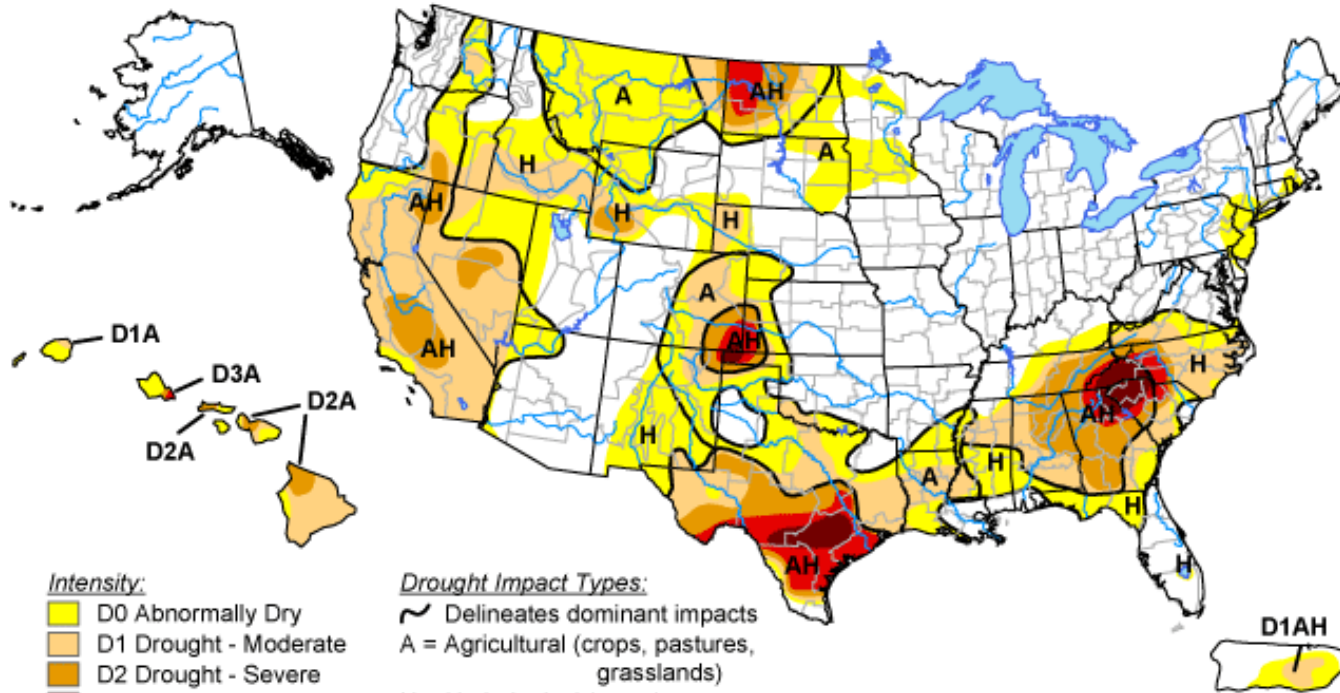 A
AH
A
H
AH
H
H
A
AH
AH
H
A
H
H
AH
H
AH
H
D1A
D3A
D2A
D2A
D1AH
Intensity:
D0 Abnormally Dry
D1 Drought - Moderate
D2 Drought - Severe
Drought Impact Types:
Delineates dominant impacts
A = Agricultural (crops, pastures,
grasslands)